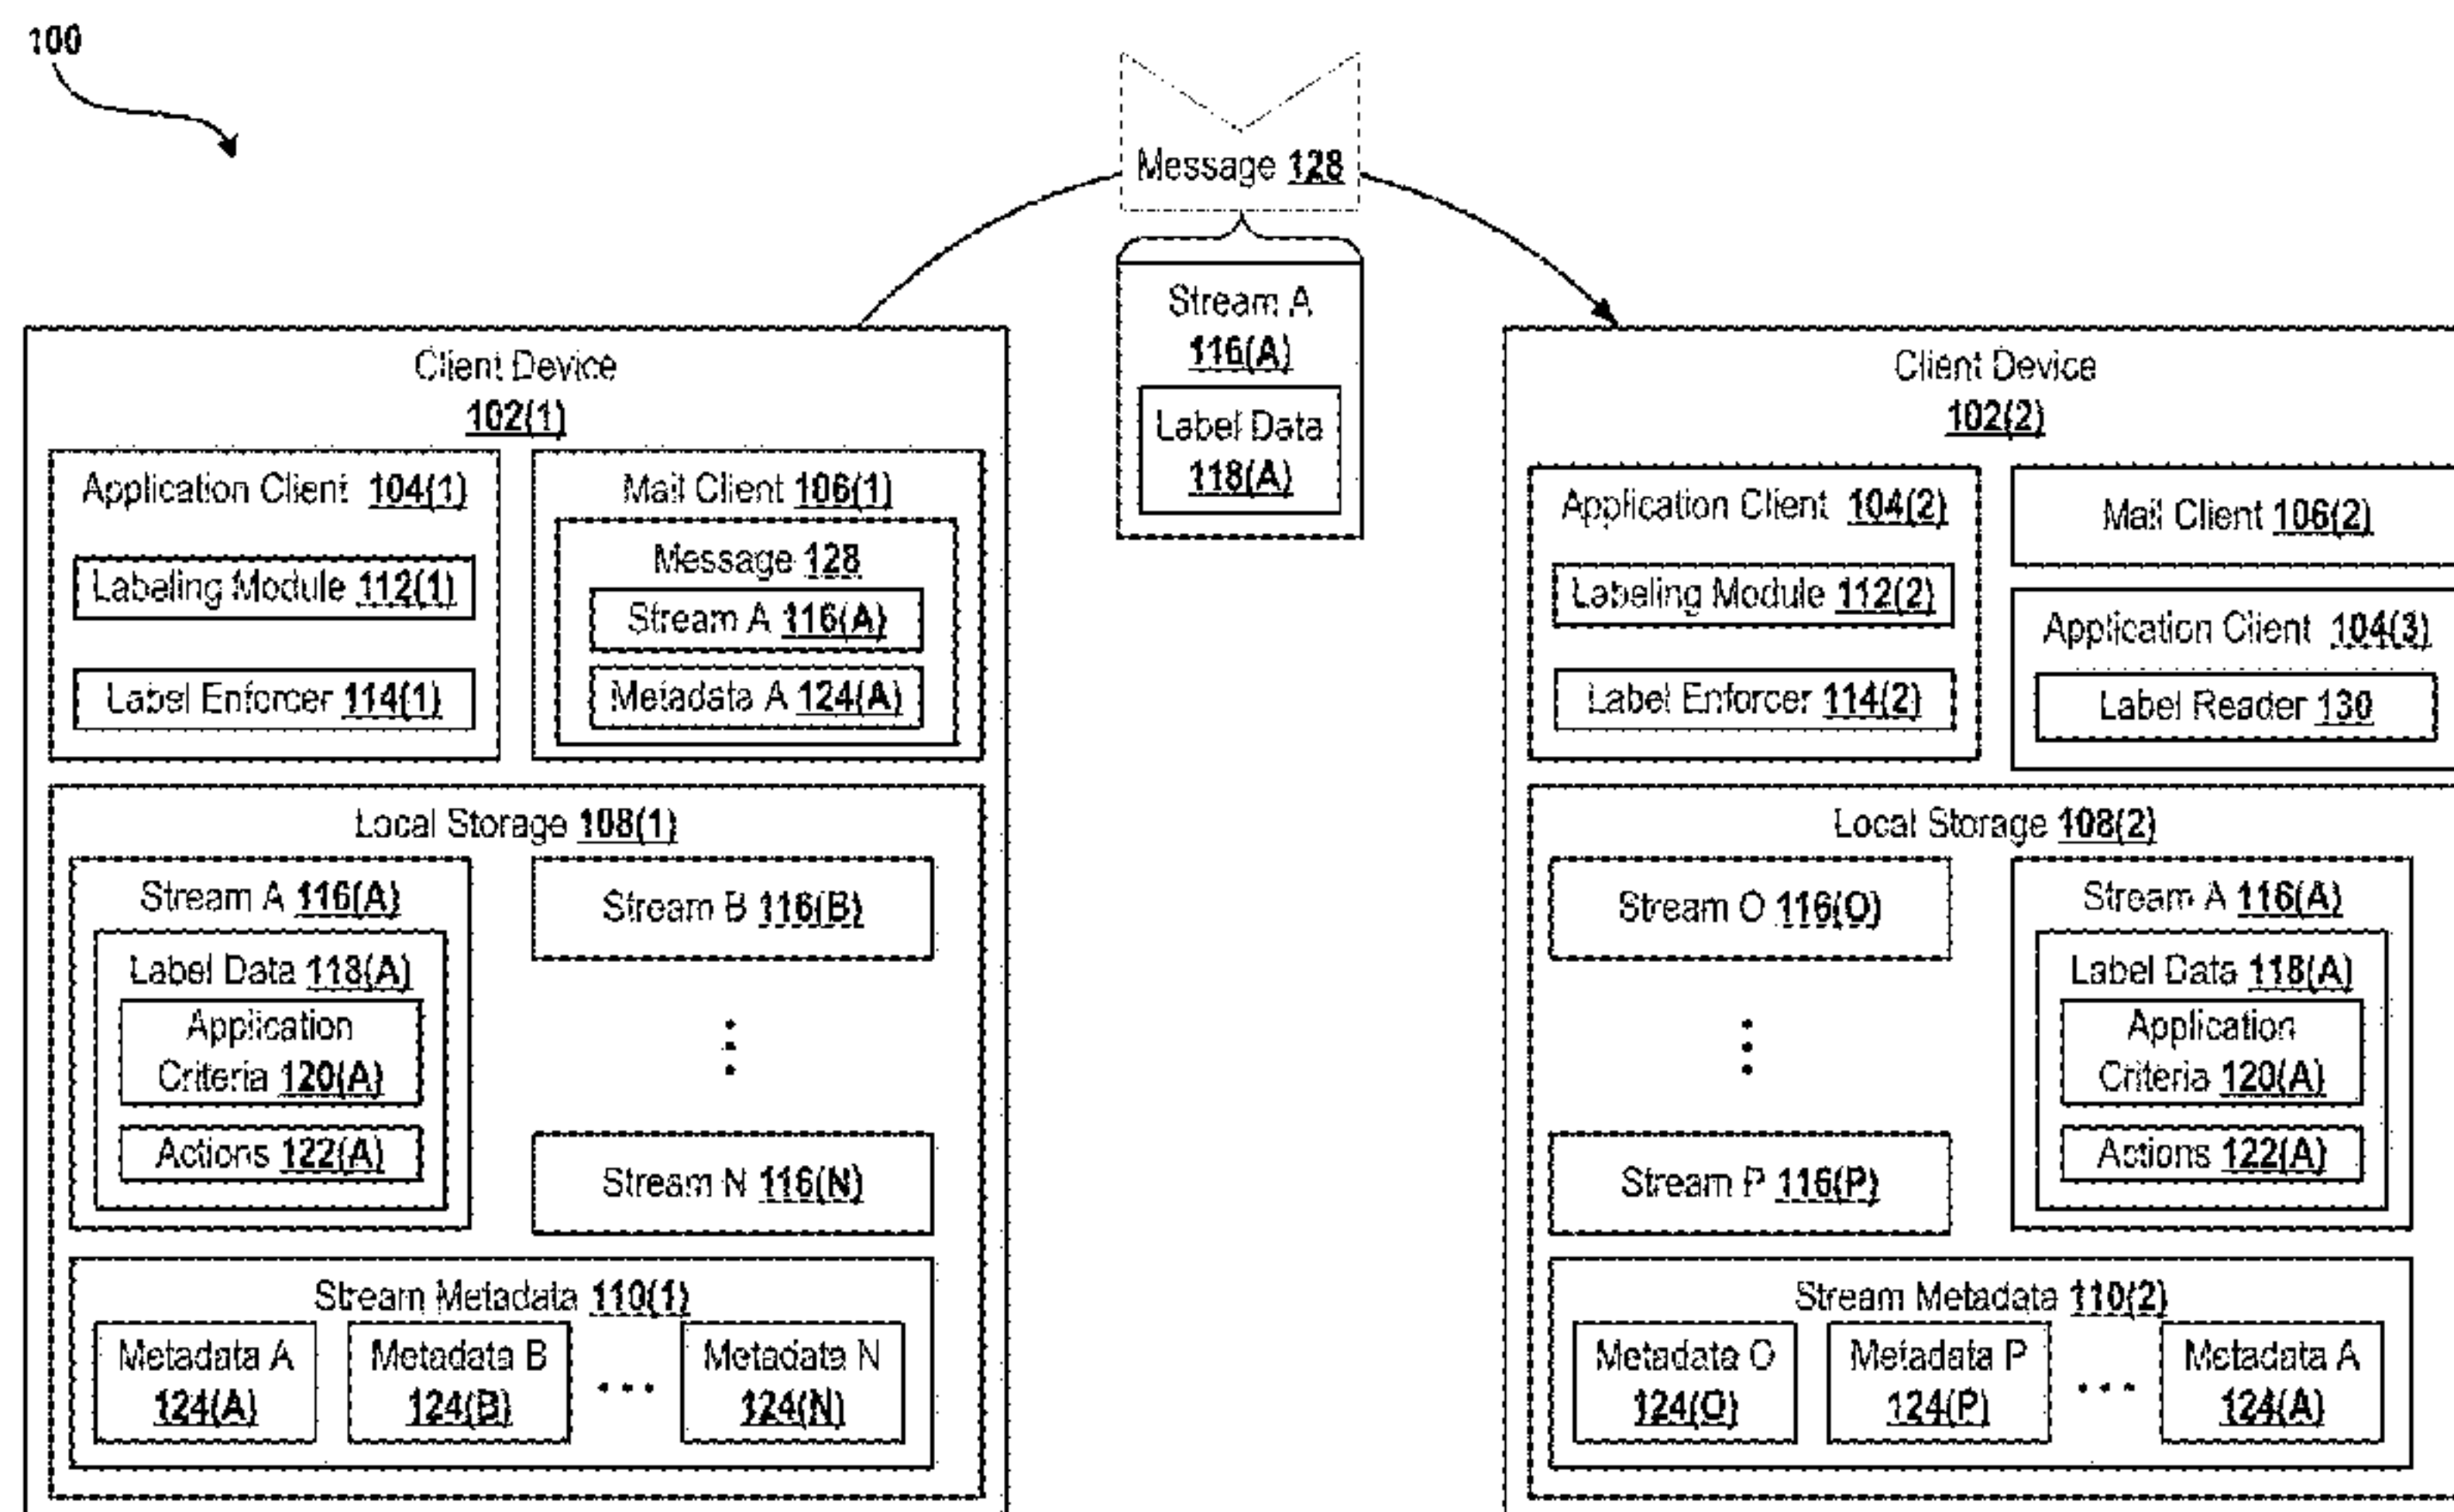 100
Message 128
Stream A
116(A)
Label Data
118(A)
Client Device
102(1)
Application Client 104(1)
Labeling Module 112(1)
Label Enforcer 114(1)
Mail Client 106(1)
Message 128
Stream A 116(A)
Metadata A 124(A)
Local Storage 108(1)
Stream A 116(A)
Label Data 118(A)
Application
Criteria 120(A)
Actions 122(A)
Stream B 116(B)
Stream N 116(N)
Stream Metadata 110(1)
Metadata A
124(A)
Metadata B
124(B)
Metadata N
124(N)
Client Device
102(2)
Application Client 104(2)
Labeling Module 112(2)
Label Enforcer 114(2)
Mail Client 106(2)
Application Client 104(3)
Label Reader 130
Local Storage 108(2)
Stream O 116(O)
Stream P 116(P)
Stream A 116(A)
Label Data 118(A)
Application
Criteria 120(A)
Actions 122(A)
Stream Metadata 110(2)
Metadata O
124(O)
Metadata P
124(P)
Metadata A
124(A)